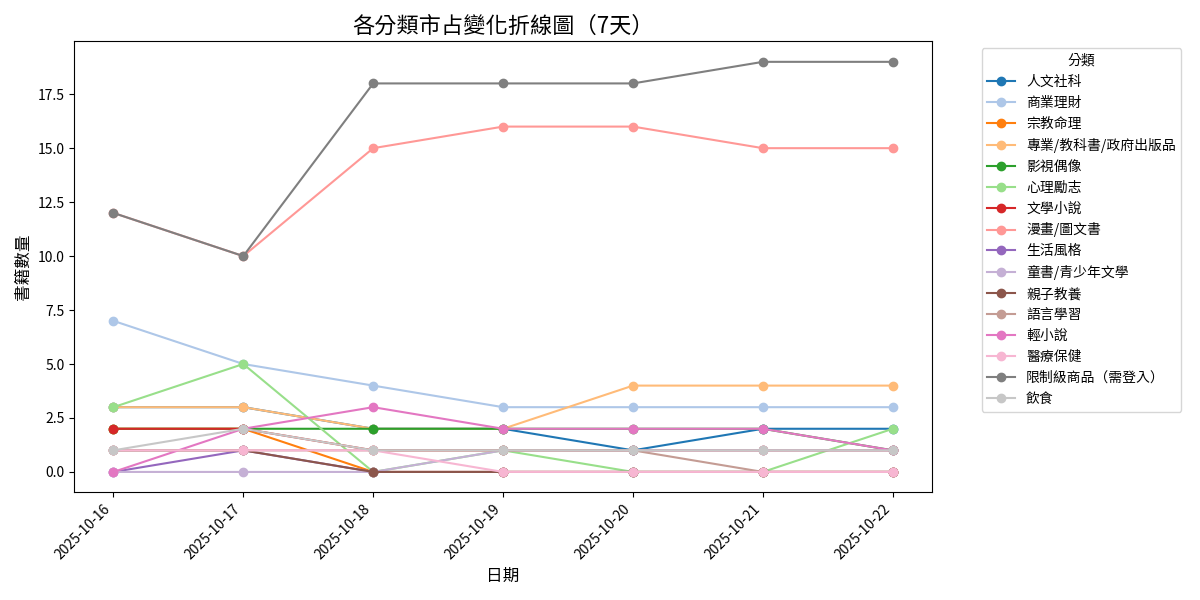 各分類市占變化折線圖（7天）
書籍數量
17.5
15.0
12.5
10.0
7.5
5.0
2.5
0.0
2025-10-16
2025-10-17
2025-10-18
2025-10-19
2025-10-20
2025-10-21
2025-10-22
日期
分類
人文社科
商業理財
宗教命理
專業/教科書/政府出版品
影視偶像
心理勵志
文學小說
漫畫/圖文書
生活風格
童書/青少年文學
親子教養
語言學習
輕小說
醫療保健
限制級商品（需登入）
飲食